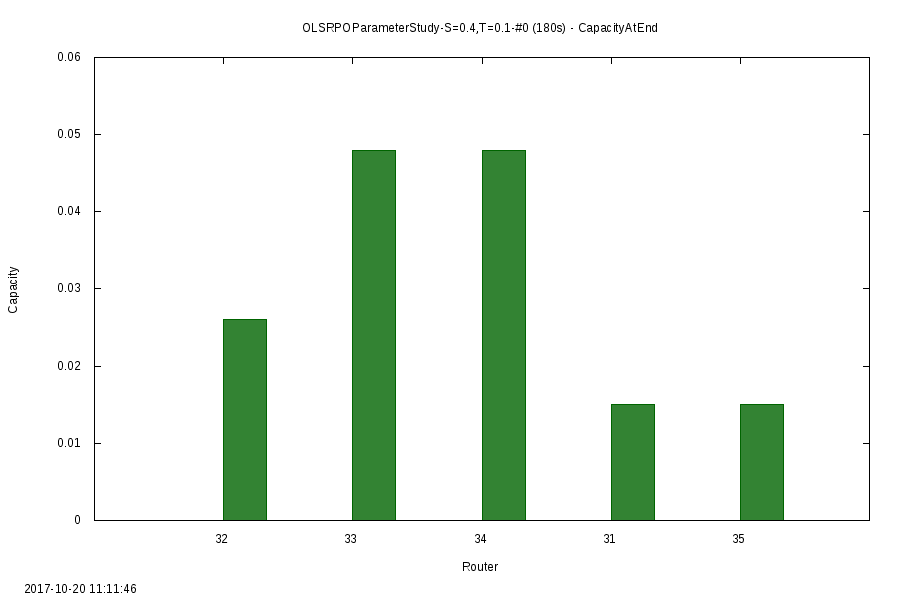 OLSRPOParameterStudy-S=0.4,T=0.1-#0 (180s) - CapacityAtEnd
0.06
0.05
0.04
0.03
0.02
0.01
0
Capacity
32 33 34 31 35
Router
2017-10-20 11:11:46